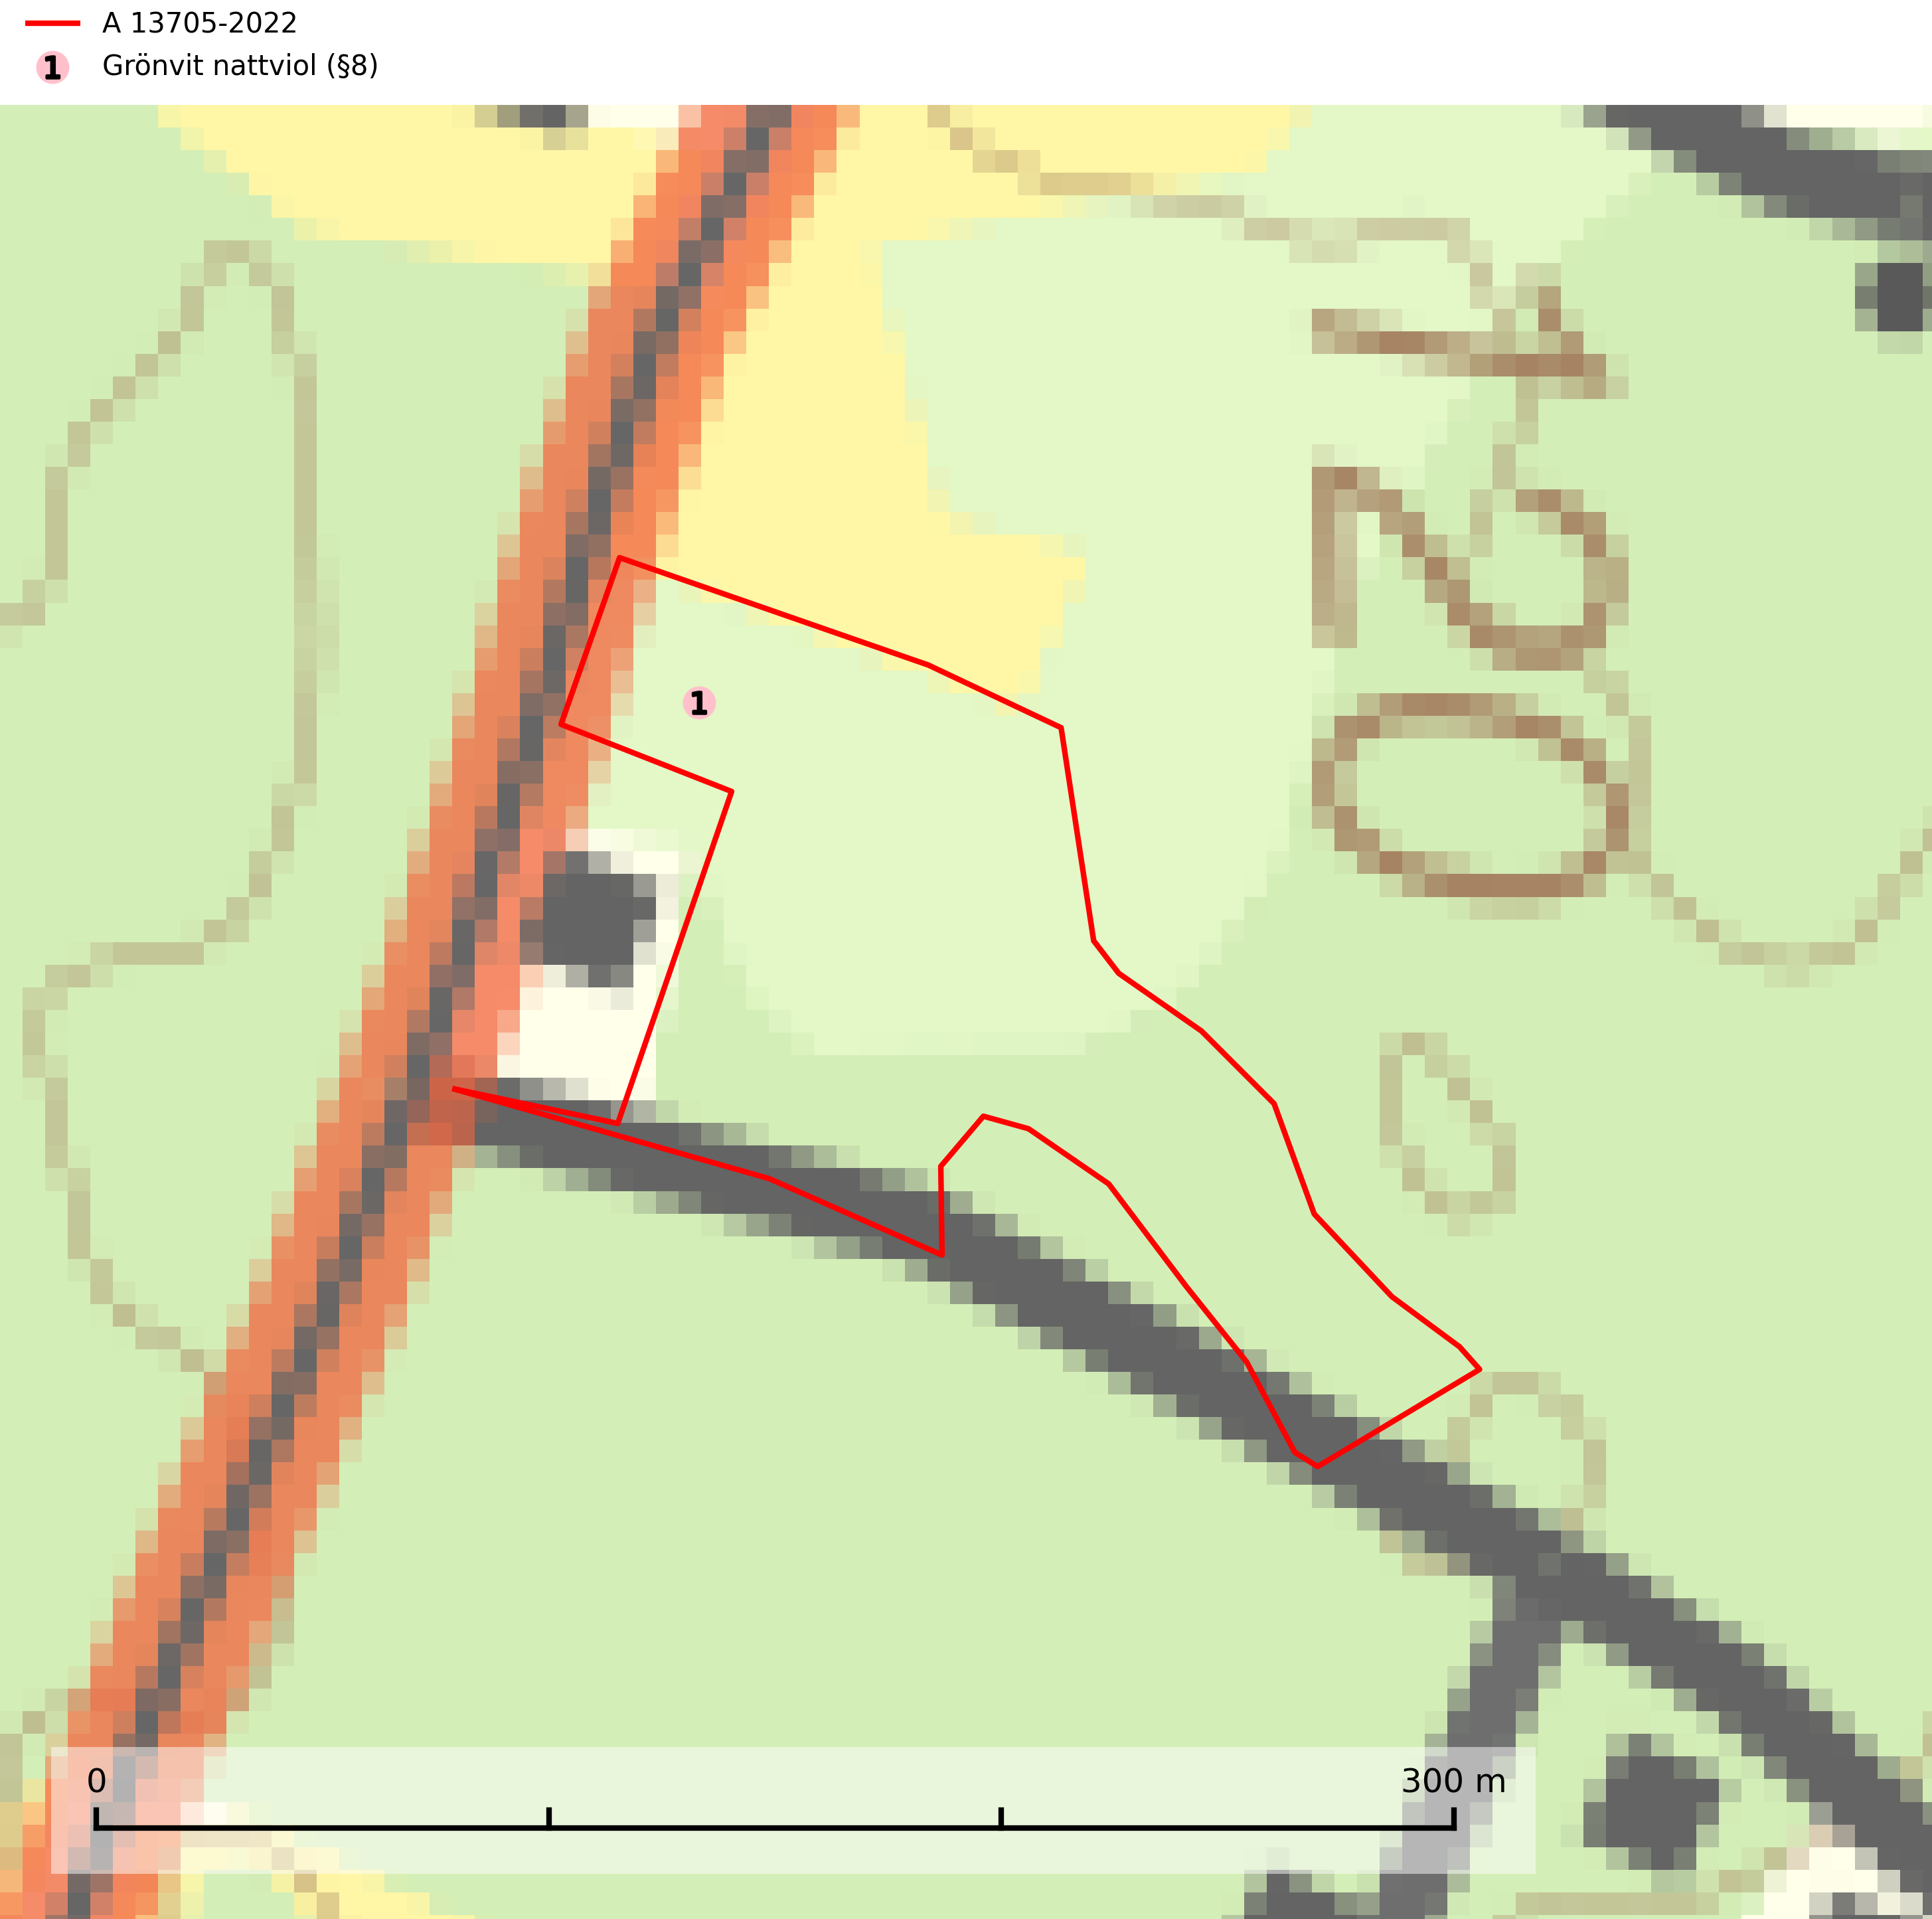 A 13705-2022
1 Grönvit nattviol (§8)
1
0 300 m